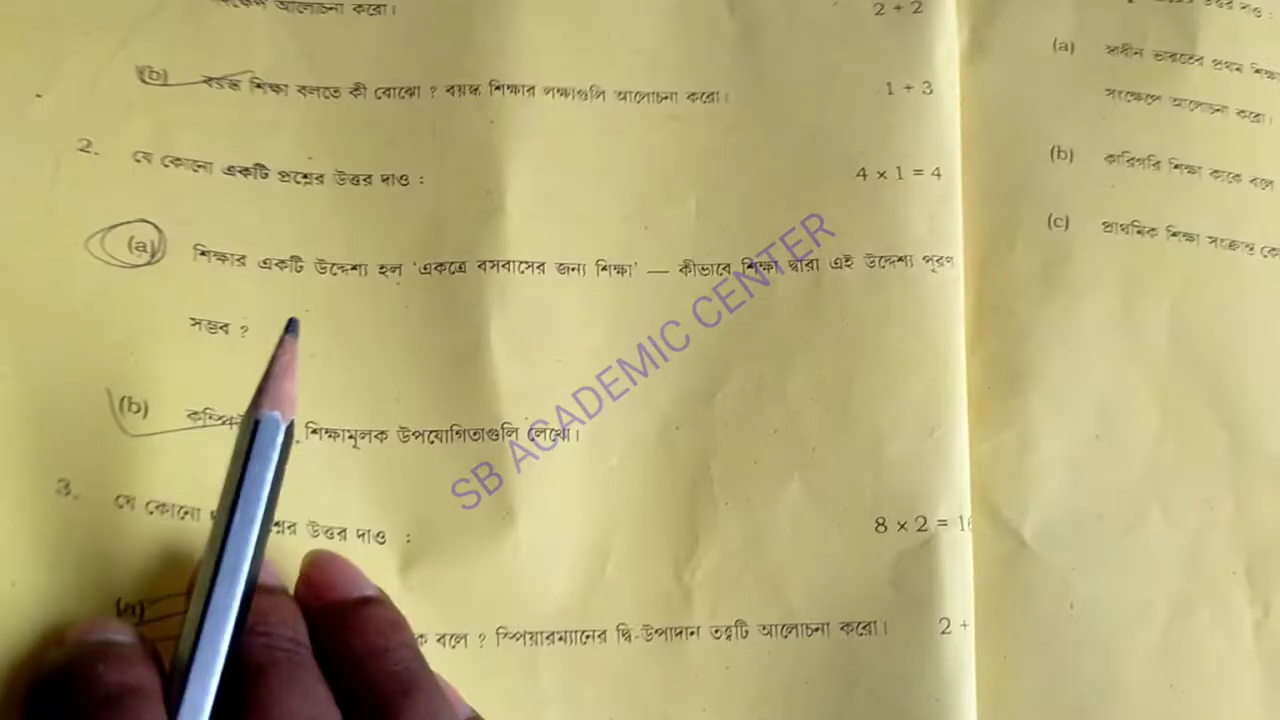 আলোচনা করো। 2 + 2
(b) বয়স্ক শিক্ষা বলতে কী বোঝো ? বয়স্ক শিক্ষার লক্ষ্যগুলি আলোচনা করো। 1 + 3
2. যে কোনো একটি প্রশ্নের উত্তর দাও : 4 × 1 = 4
(a) শিক্ষার একটি উদ্দেশ্য হল 'একত্রে বসবাসের জন্য শিক্ষা' — কীভাবে শিক্ষা দ্বারা এই উদ্দেশ্য পূরণ
সম্ভব ?
(b) শিক্ষামূলক উপযোগিতাগুলি লেখো।
3. যে কোনো উত্তর দাও : 8 × 2 = 16
(a) বলে ? স্পিয়ারম্যানের দ্বি-উপাদান তত্ত্বটি আলোচনা করো। 2 +
(a) স্বাধীন ভারতের প্রথম শিক্ষা
সংক্ষেপে আলোচনা করো।
(b) কারিগরি শিক্ষা কাকে বলে
(c) প্রাথমিক শিক্ষা সংক্রান্ত
SB ACADEMIC CENTER